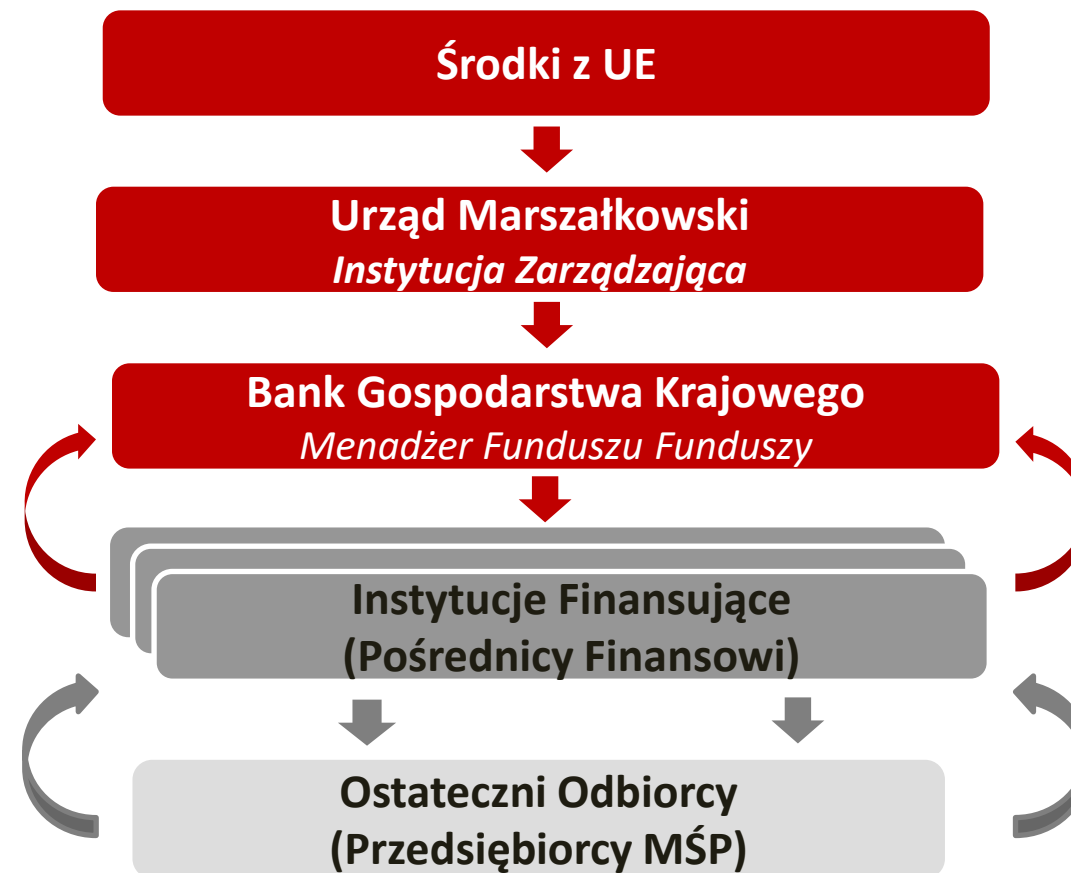 Środki z UE
Urząd Marszałkowski
Instytucja Zarządzająca
Bank Gospodarstwa Krajowego
Menadżer Funduszu Funduszy
Instytucje Finansujące
(Pośrednicy Finansowi)
Ostateczni Odbiorcy
(Przedsiębiorcy MŚP)